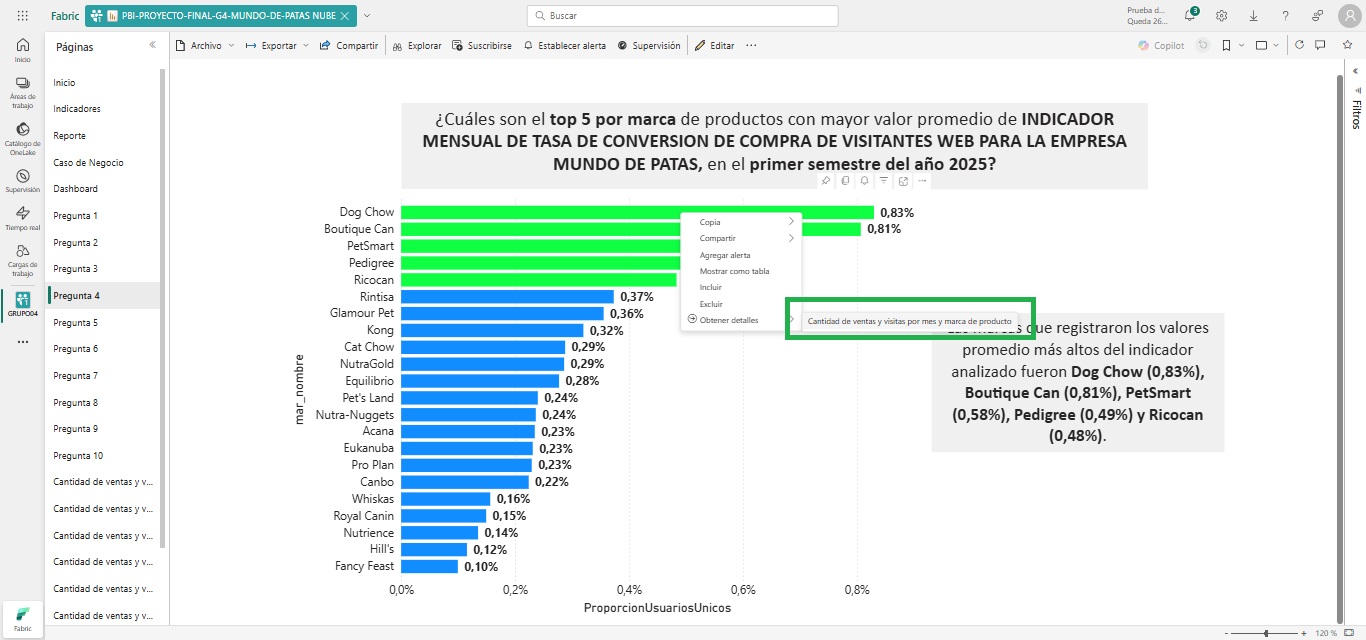 Fabric
PBI-PROYECTO-FINAL-G4-MUNDO-DE-PATAS NUBE
Buscar
Prueba d...
Queda 26...
3
Inicio
Áreas de trabajo
Catálogo de OneLake
Supervisión
Tiempo real
Cargas de trabajo
GRUPO04
Fabric
Páginas
Inicio
Indicadores
Reporte
Caso de Negocio
Dashboard
Pregunta 1
Pregunta 2
Pregunta 3
Pregunta 4
Pregunta 5
Pregunta 6
Pregunta 7
Pregunta 8
Pregunta 9
Pregunta 10
Cantidad de ventas y v...
Cantidad de ventas y v...
Cantidad de ventas y v...
Cantidad de ventas y v...
Cantidad de ventas y v...
Cantidad de ventas y v...
Archivo
Exportar
Compartir
Explorar
Suscribirse
Establecer alerta
Supervisión
Editar
Copilot
Filtros
¿Cuáles son el top 5 por marca de productos con mayor valor promedio de INDICADOR
MENSUAL DE TASA DE CONVERSION DE COMPRA DE VISITANTES WEB PARA LA EMPRESA
MUNDO DE PATAS, en el primer semestre del año 2025?
mar_nombre
Dog Chow 0,83%
Boutique Can 0,81%
PetSmart
Pedigree
Ricocan
Rintisa 0,37%
Glamour Pet 0,36%
Kong 0,32%
Cat Chow 0,29%
NutraGold 0,29%
Equilibrio 0,28%
Pet's Land 0,24%
Nutra-Nuggets 0,24%
Acana 0,23%
Eukanuba 0,23%
Pro Plan 0,23%
Canbo 0,22%
Whiskas 0,16%
Royal Canin 0,15%
Nutrience 0,14%
Hill's 0,12%
Fancy Feast 0,10%
0,0% 0,2% 0,4% 0,6% 0,8%
ProporcionUsuariosUnicos
Copia
Compartir
Agregar alerta
Mostrar como tabla
Incluir
Excluir
Obtener detalles
Cantidad de ventas y visitas por mes y marca de producto
que registraron los valores
promedio más altos del indicador
analizado fueron Dog Chow (0,83%),
Boutique Can (0,81%), PetSmart
(0,58%), Pedigree (0,49%) y Ricocan
(0,48%).
- + 120 %